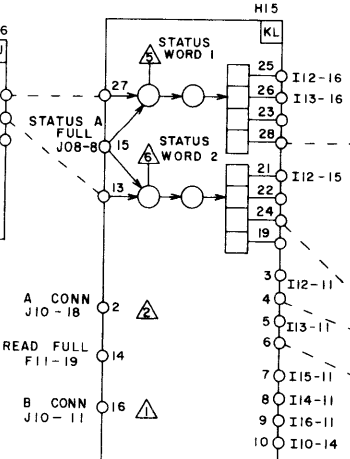 H15
6
KL
5
STATUS
WORD 1
25
I12-16
27
26
I13-16
23
STATUS A
FULL
J08-8
15
28
6
STATUS
WORD 2
21
I12-15
13
22
24
19
3
I12-11
A CONN
J10-18
2
2
4
5
I13-11
READ FULL
F11-19
14
6
7
I15-11
B CONN
J10-11
16
1
8
I14-11
9
I16-11
10
I10-14